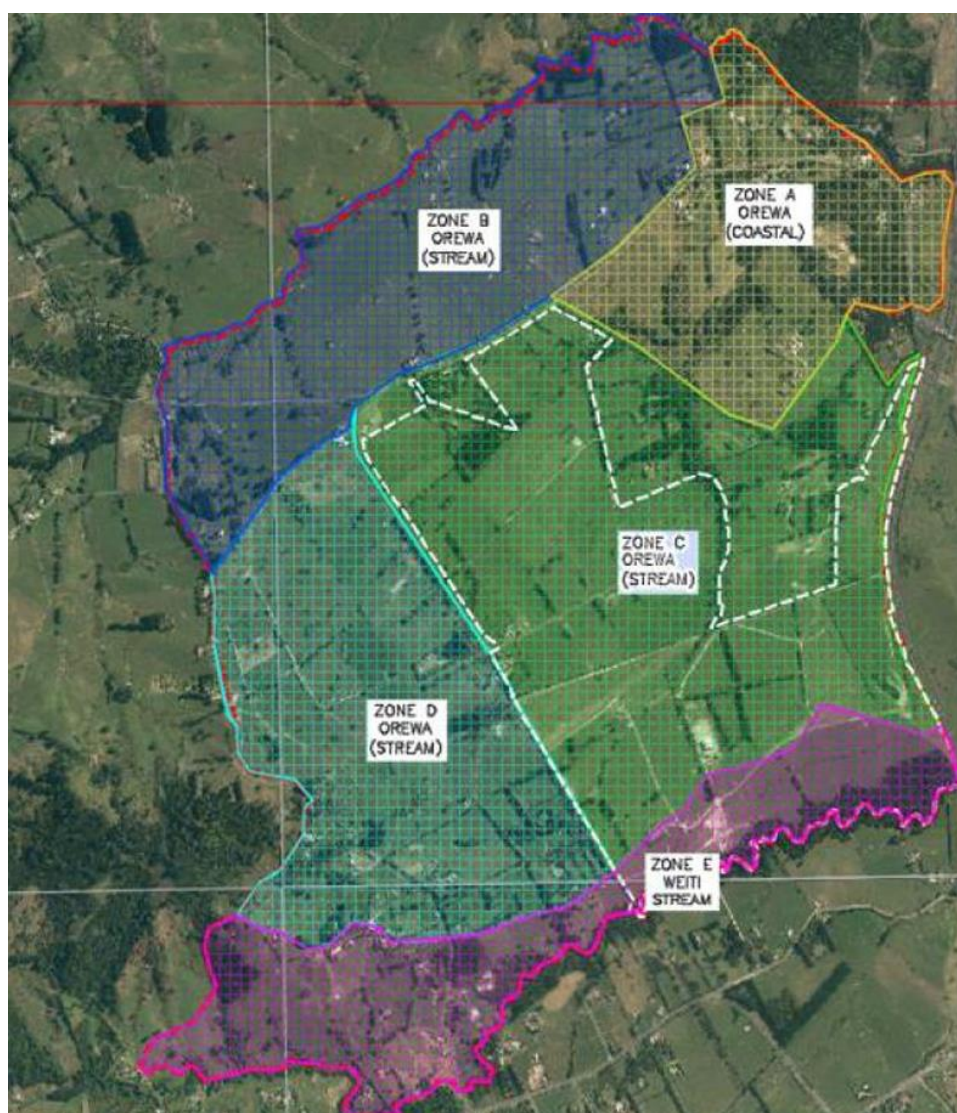 ZONE A
OREWA
(COASTAL)
ZONE B
OREWA
(STREAM)
ZONE C
OREWA
(STREAM)
ZONE D
OREWA
(STREAM)
ZONE E
WEITI
STREAM